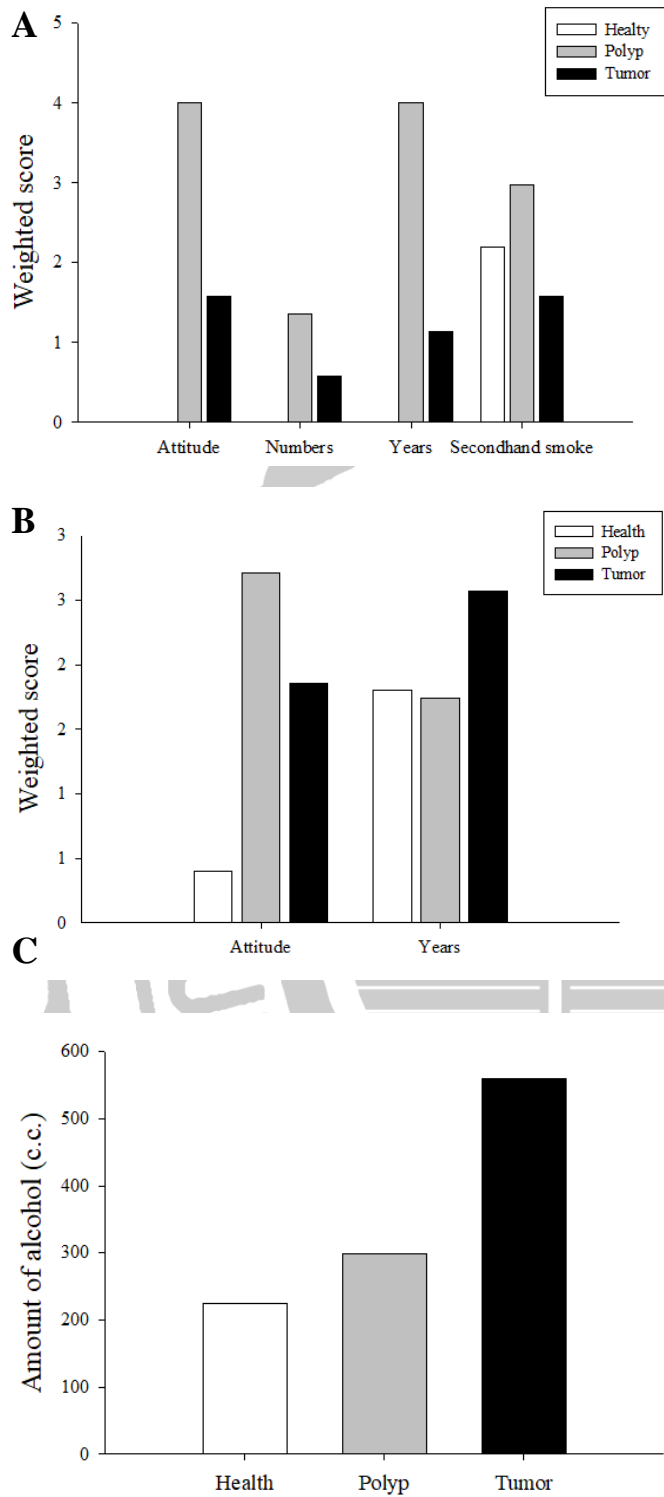 A
Weighted score
5
4
3
2
1
0
Healty
Polyp
Tumor
Attitude Numbers Years Secondhand smoke
B
Weighted score
3
3
2
2
1
1
0
Health
Polyp
Tumor
Attitude Years
C
Amount of alcohol (c.c.)
600
500
400
300
200
100
0
Health Polyp Tumor